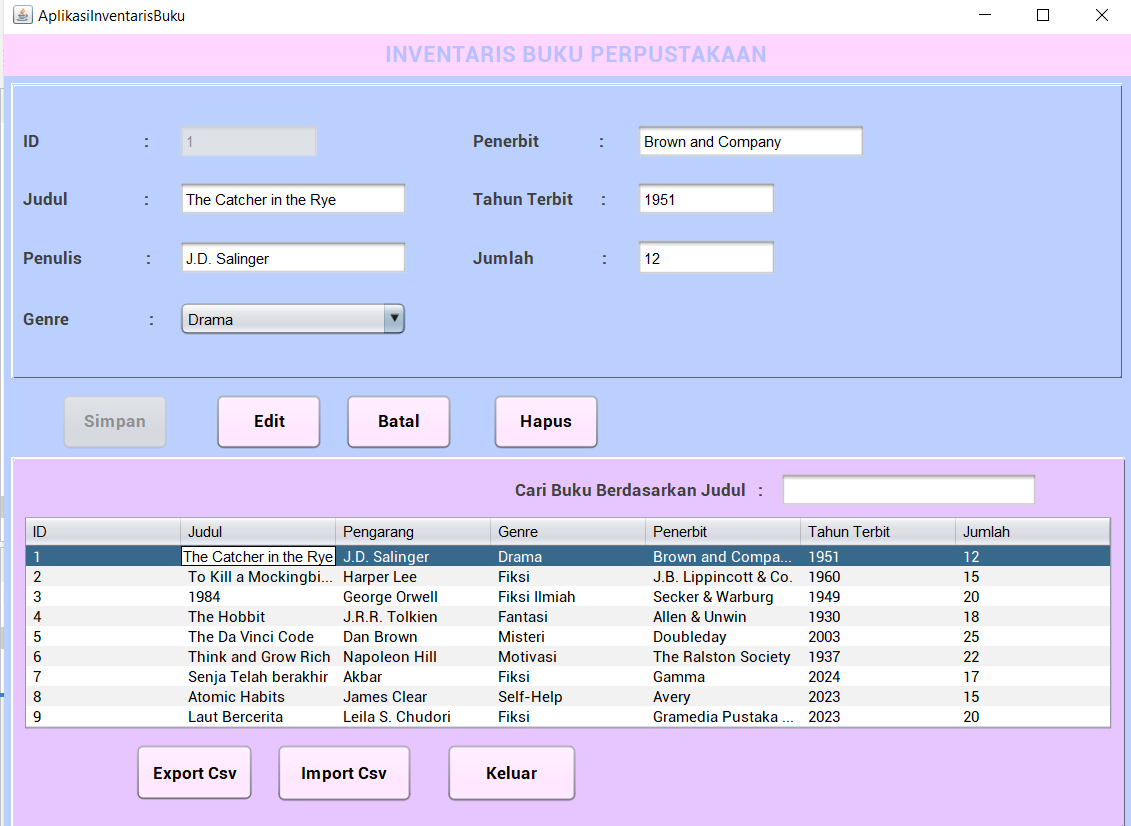 AplikasiInventarisBuku
INVENTARIS BUKU PERPUSTAKAAN
ID : 1 Penerbit : Brown and Company
Judul : The Catcher in the Rye Tahun Terbit : 1951
Penulis : J.D. Salinger Jumlah : 12
Genre : Drama
Simpan Edit Batal Hapus
Cari Buku Berdasarkan Judul :
ID Judul Pengarang Genre Penerbit Tahun Terbit Jumlah
1 The Catcher in the Rye J.D. Salinger Drama Brown and Compa... 1951 12
2 To Kill a Mockingbi... Harper Lee Fiksi J.B. Lippincott & Co. 1960 15
3 1984 George Orwell Fiksi Ilmiah Secker & Warburg 1949 20
4 The Hobbit J.R.R. Tolkien Fantasi Allen & Unwin 1930 18
5 The Da Vinci Code Dan Brown Misteri Doubleday 2003 25
6 Think and Grow Rich Napoleon Hill Motivasi The Ralston Society 1937 22
7 Senja Telah berakhir Akbar Fiksi Gamma 2024 17
8 Atomic Habits James Clear Self-Help Avery 2023 15
9 Laut Bercerita Leila S. Chudori Fiksi Gramedia Pustaka ... 2023 20
Export Csv Import Csv Keluar